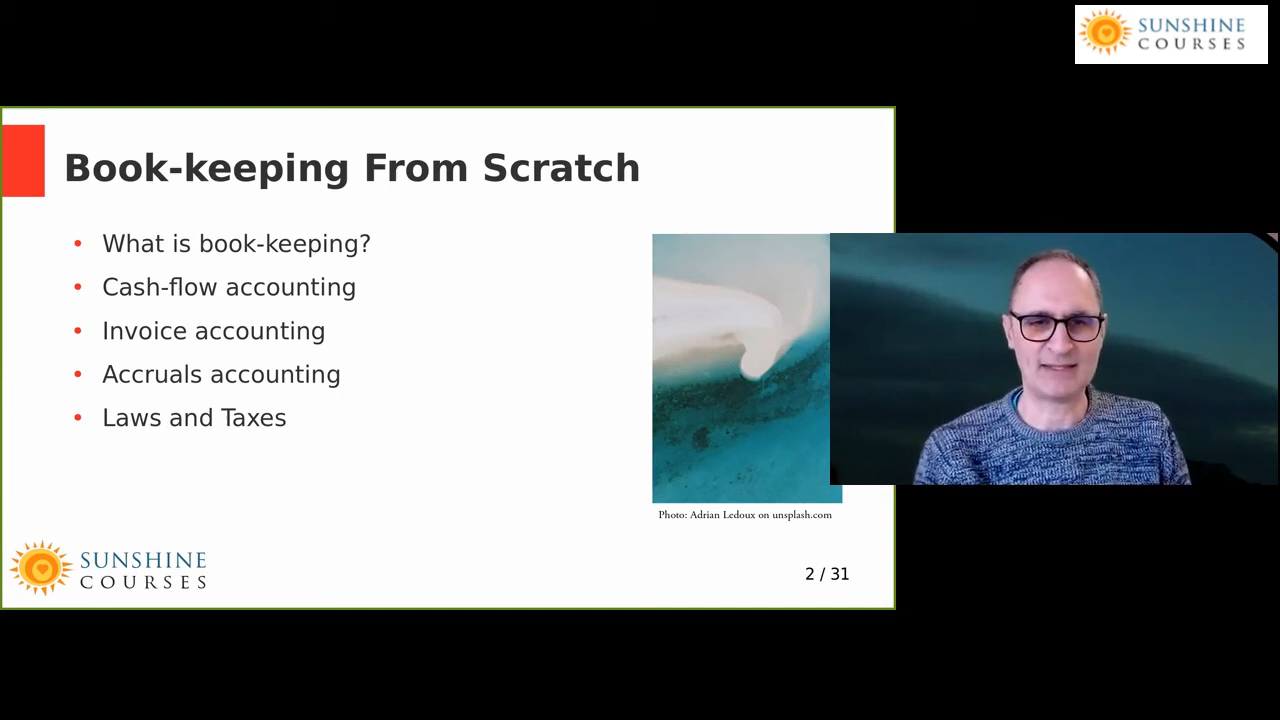 SUNSHINE
COURSES
Book-keeping From Scratch
• What is book-keeping?
• Cash-flow accounting
• Invoice accounting
• Accruals accounting
• Laws and Taxes
Photo: Adrian Ledoux on unsplash.com
SUNSHINE
COURSES
2 / 31